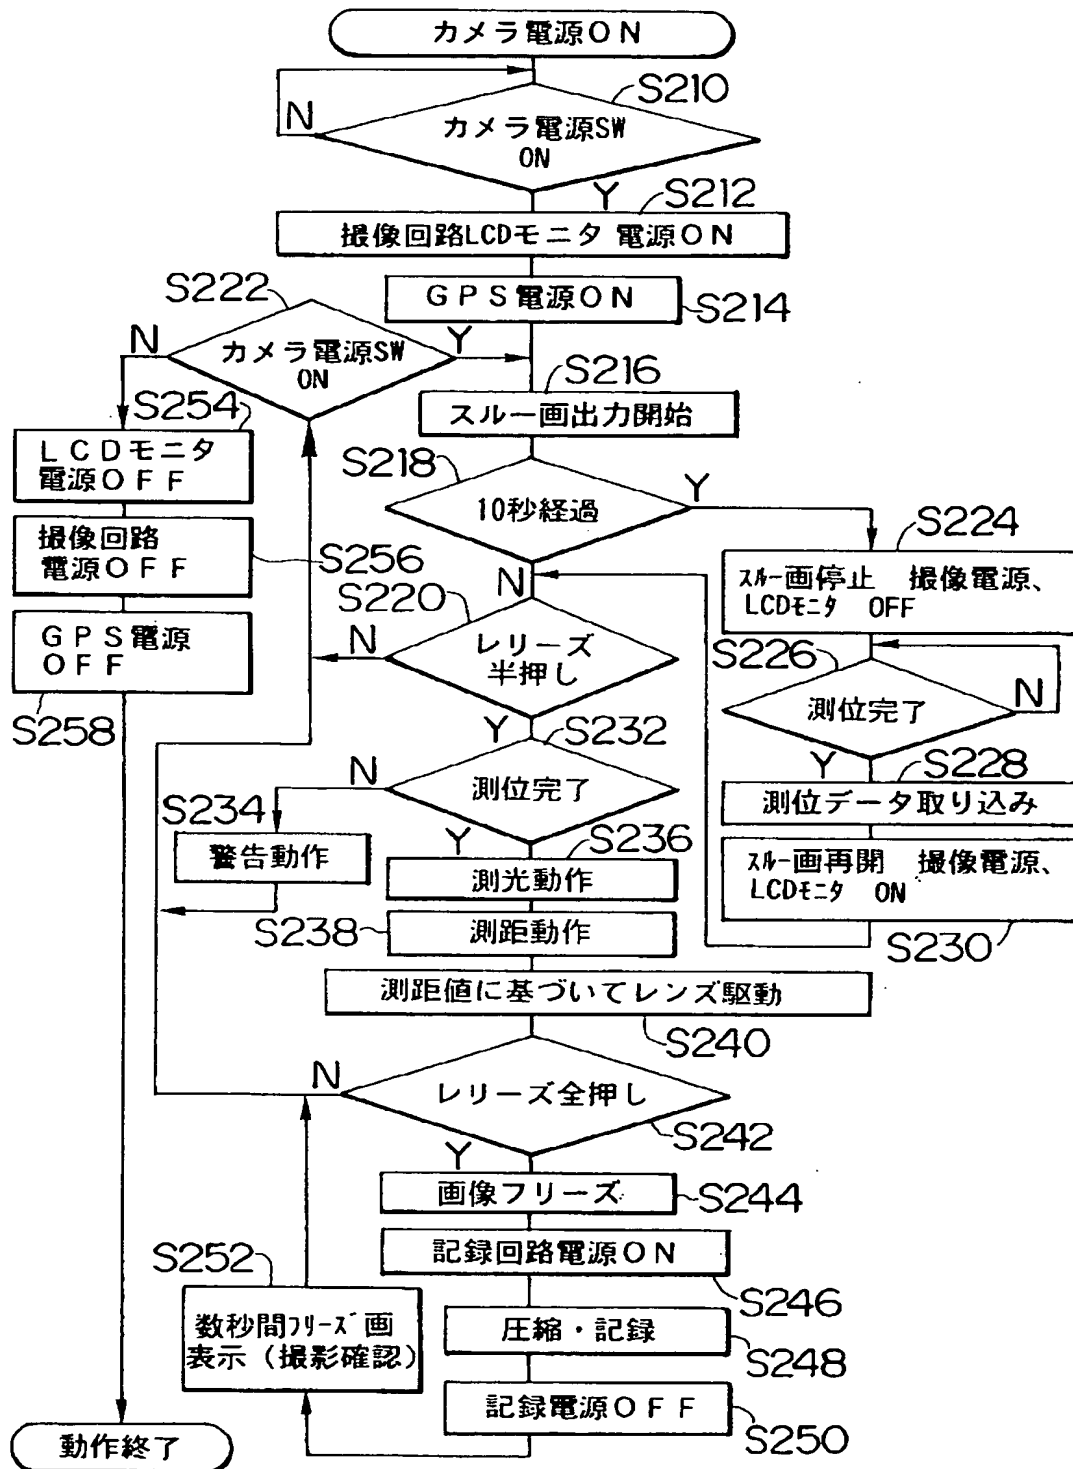 カメラ電源ON
S210
N
カメラ電源SW
ON
Y
S212
撮像回路LCDモニタ 電源ON
GPS電源ON
S214
S222
N
カメラ電源SW
ON
Y
S216
スルー画出力開始
S218
10秒経過
Y
N
S254
LCDモニタ
電源OFF
撮像回路
電源OFF
S256
GPS電源
OFF
S258
S224
スルー画停止 撮像電源、
LCDモニタ OFF
S226
測位完了
N
Y
S228
測位データ取り込み
スルー画再開 撮像電源、
LCDモニタ ON
S230
S220
レリーズ
半押し
N
Y
S232
測位完了
N
S234
警告動作
Y
S236
測光動作
S238
測距動作
測距値に基づいてレンズ駆動
S240
N
レリーズ全押し
S242
Y
画像フリーズ
S244
記録回路電源ON
S246
圧縮・記録
S248
記録電源OFF
S250
S252
数秒間フリーズ画
表示(撮影確認)
動作終了